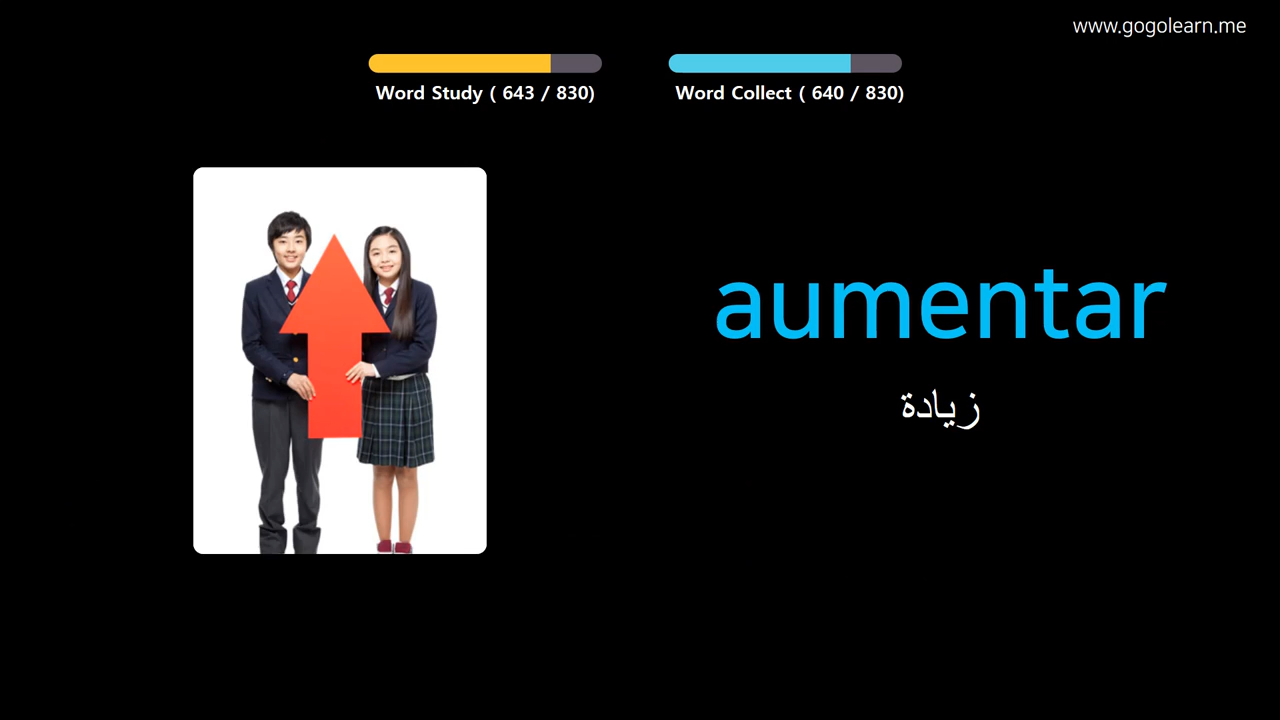 www.gogolearn.me
Word Study ( 643 / 830)
Word Collect ( 640 / 830)
aumentar
زيادة